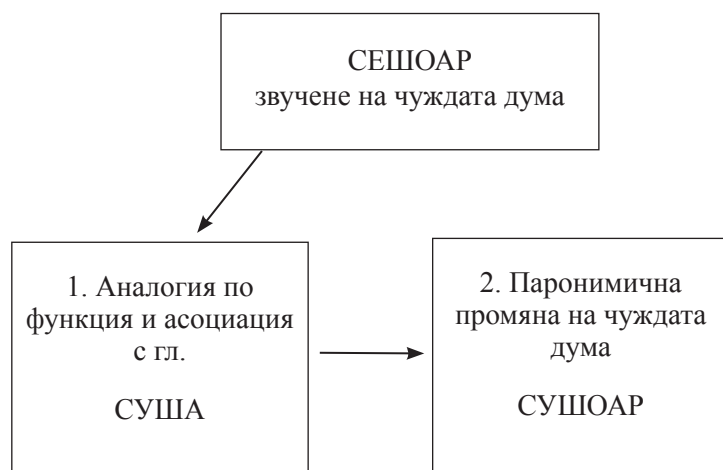 СЕШОАР
звучене на чуждата дума
1. Аналогия по
функция и асоциация
с гл.
СУША
2. Паронимична
промяна на чуждата
дума
СУШОАР